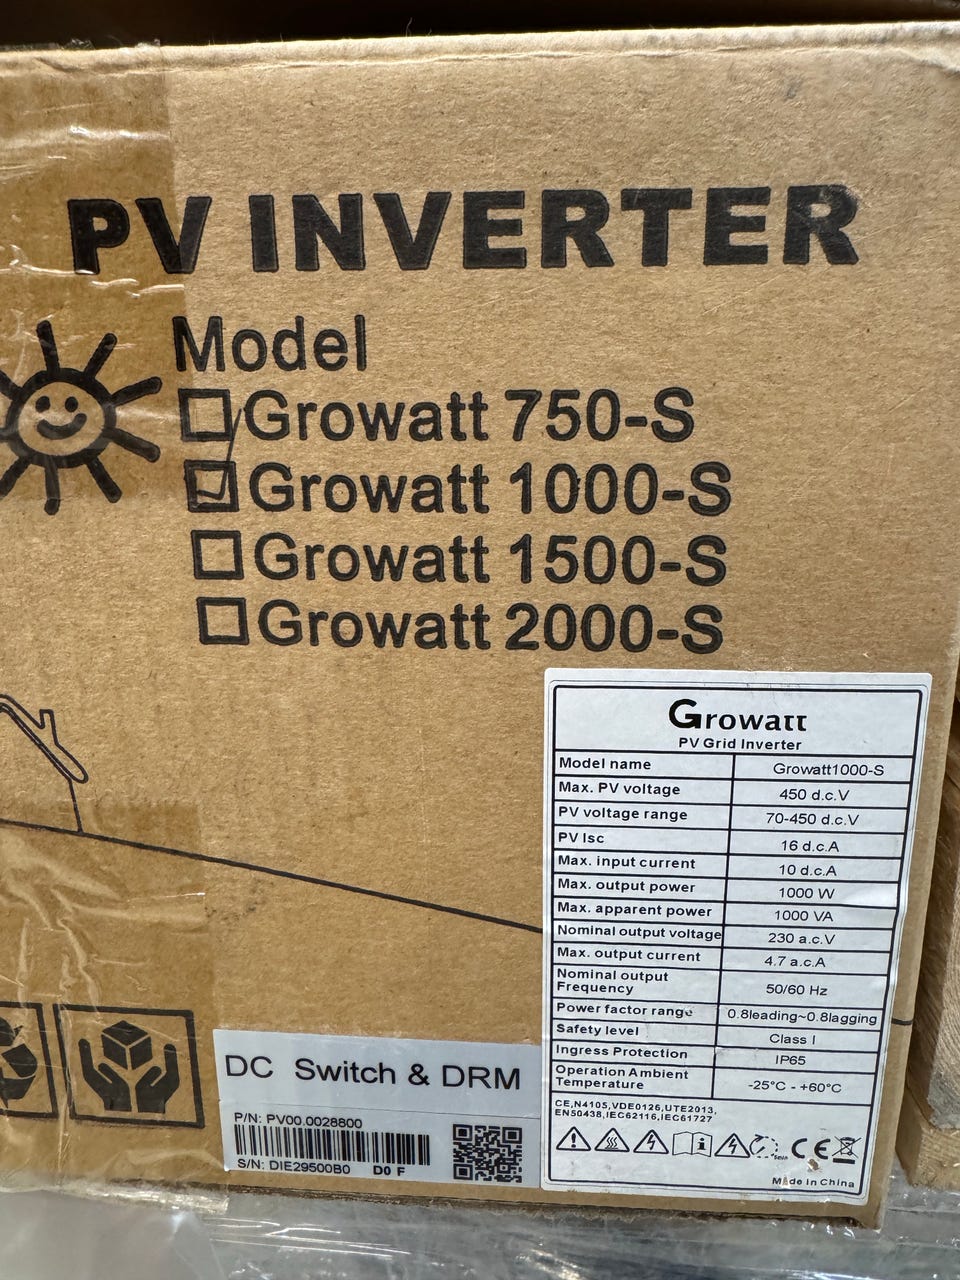 PV INVERTER
Model
Growatt 750-S
Growatt 1000-S
Growatt 1500-S
Growatt 2000-S
Growatt
PV Grid Inverter
Model name Growatt1000-S
Max. PV voltage 450 d.c.V
PV voltage range 70-450 d.c.V
PV Isc 16 d.c.A
Max. input current 10 d.c.A
Max. output power 1000 W
Max. apparent power 1000 VA
Nominal output voltage 230 a.c.V
Max. output current 4.7 a.c.A
Nominal output
Frequency 50/60 Hz
Power factor range 0.8leading~0.8lagging
Safety level Class I
Ingress Protection IP65
Operation Ambient
Temperature -25°C - +60°C
CE,N4105,VDE0126,UTE2013,
EN50438,IEC62116,IEC61727
CE
Made in China
DC Switch & DRM
P/N: PV00.0028800
S/N: DIE29500B0 D0 F